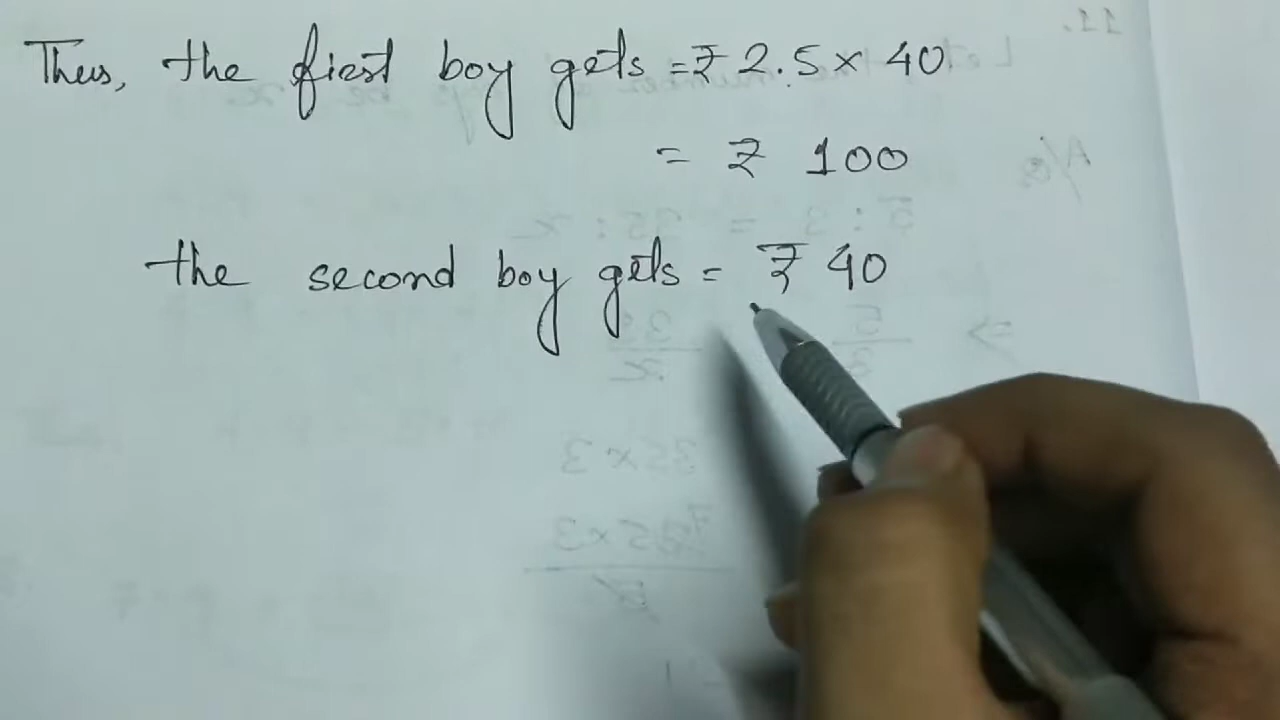 Thus, the first boy gets = ₹ 2.5 × 40
= ₹ 100
the second boy gets = ₹ 40